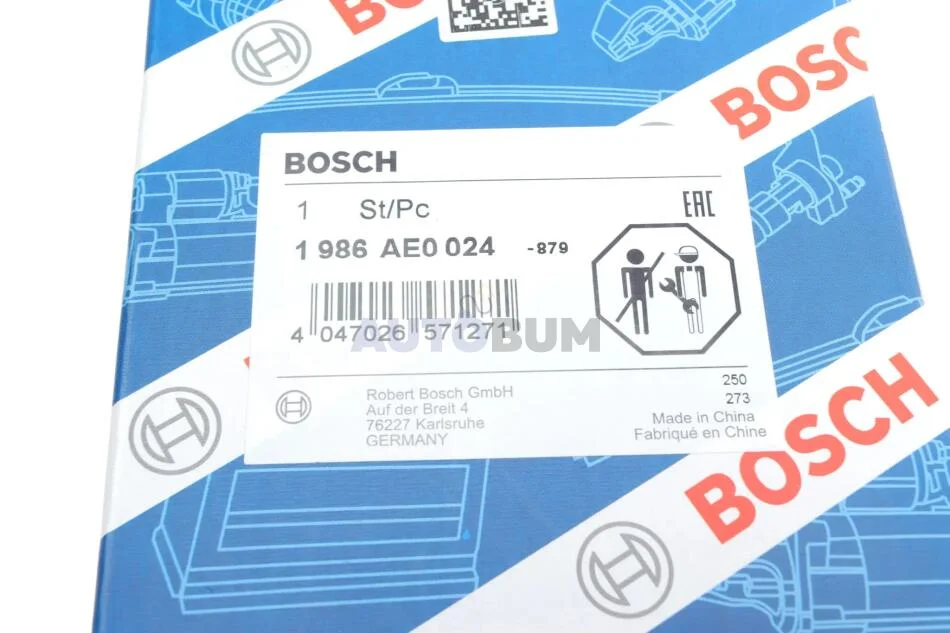 BOSCH
BOSCH
BOSCH
1 St/Pc
EAC
1 986 AE0 024 -879
4 047026 571271
AUTOBUM
Robert Bosch GmbH
Auf der Breit 4
76227 Karlsruhe
GERMANY
250
273
Made in China
Fabriqué en Chine
BOSCH